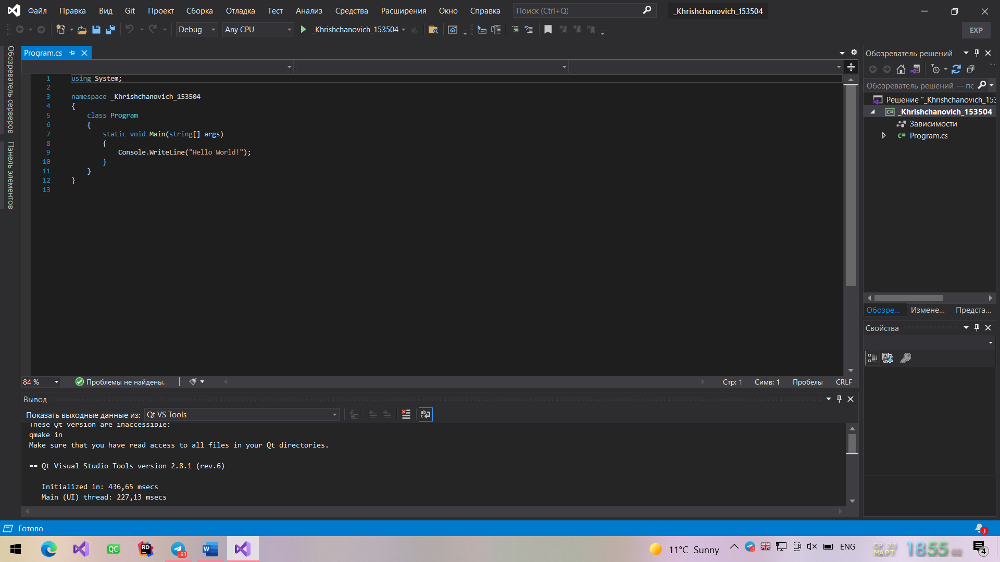 Файл Правка Вид Git Проект Сборка Отладка Тест Анализ Средства Расширения Окно Справка Поиск (Ctrl+Q) _Khrishchanovich_153504
Debug Any CPU _Khrishchanovich_153504 EXP
Обозреватель серверов
Панель элементов
Program.cs
1 using System;
2
3 namespace _Khrishchanovich_153504
4 {
5 class Program
6 {
7 static void Main(string[] args)
8 {
9 Console.WriteLine("Hello World!");
10 }
11 }
12 }
13
84 % Проблемы не найдены. Стр: 1 Симв: 1 Пробелы CRLF
Вывод
Показать выходные данные из: Qt VS Tools
These Qt version are inaccessible:
qmake in
Make sure that you have read access to all files in your Qt directories.
== Qt Visual Studio Tools version 2.8.1 (rev.6)
Initialized in: 436,65 msecs
Main (UI) thread: 227,13 msecs
Обозреватель решений
Обозреватель решений — по
Решение "_Khrishchanovich_153
C# _Khrishchanovich_153504
Зависимости
C# Program.cs
Обозре... Измене... Предста...
Свойства
Готово 3
QC RD ..63 W 11°C Sunny 3 ENG СР, 23 МАРТ 18:55 4